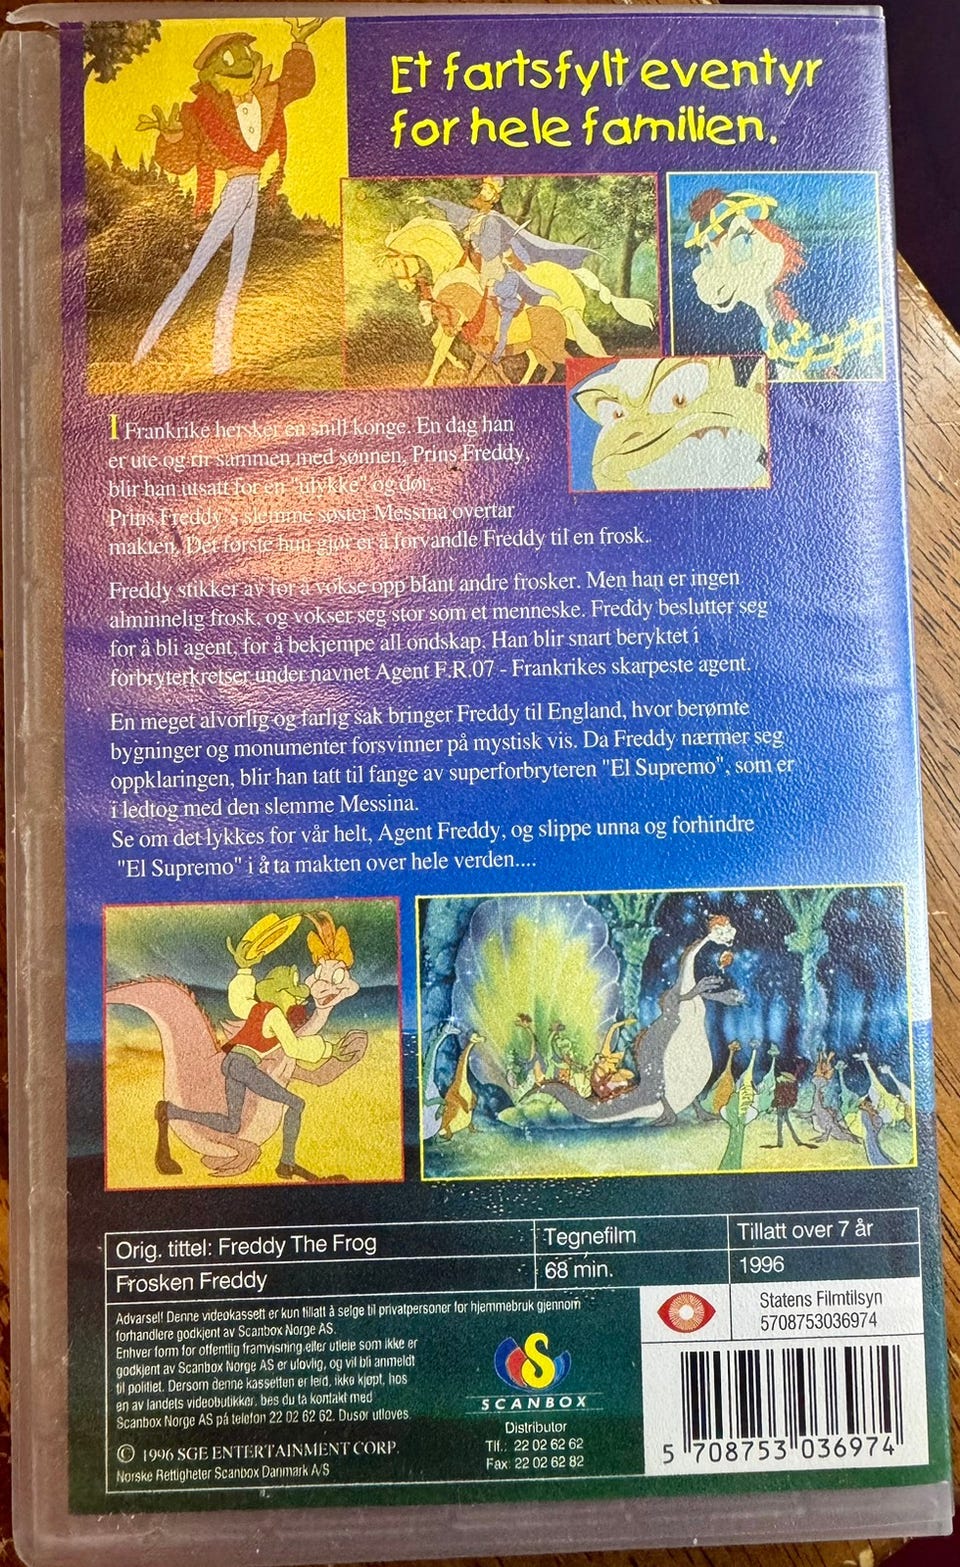 Et fartsfylt eventyr
for hele familien.
I Frankrike hersker en snill konge. En dag han
er ute og rir sammen med sønnen, Prins Freddy,
blir han utsatt for en "ulykke" og dør.
Prins Freddy's slemme søster Messina overtar
makten. Det første hun gjør er å forvandle Freddy til en frosk.
Freddy stikker av for å vokse opp blant andre frosker. Men han er ingen
alminnelig frosk, og vokser seg stor som et menneske. Freddy beslutter seg
for å bli agent, for å bekjempe all ondskap. Han blir snart beryktet i
forbryterkretser under navnet Agent F.R.07 - Frankrikes skarpeste agent.
En meget alvorlig og farlig sak bringer Freddy til England, hvor berømte
bygninger og monumenter forsvinner på mystisk vis. Da Freddy nærmer seg
oppklaringen, blir han tatt til fange av superforbryteren "El Supremo", som er
i ledtog med den slemme Messina.
Se om det lykkes for vår helt, Agent Freddy, og slippe unna og forhindre
"El Supremo" i å ta makten over hele verden....
Orig. tittel: Freddy The Frog
Tegnefilm
Tillatt over 7 år
Frosken Freddy
68 min.
1996
Advarsel! Denne videokassett er kun tillatt å selge til privatpersoner for hjemmebruk gjennom
forhandlere godkjent av Scanbox Norge AS.
Enhver form for offentlig framvisning eller utleie som ikke er
godkjent av Scanbox Norge AS er ulovlig, og vil bli anmeldt
til politiet. Dersom denne kassetten er leid, ikke kjøpt, hos
en av landets videobutikker, bes du ta kontakt med
Scanbox Norge AS på telefon 22 02 62 62. Dusør utloves.
© 1996 SGE ENTERTAINMENT CORP.
Norske Rettigheter Scanbox Danmark A/S
S
SCANBOX
Distributor
Tlf.: 22 02 62 62
Fax: 22 02 62 82
Statens Filmtilsyn
5708753036974
5 708753 036974